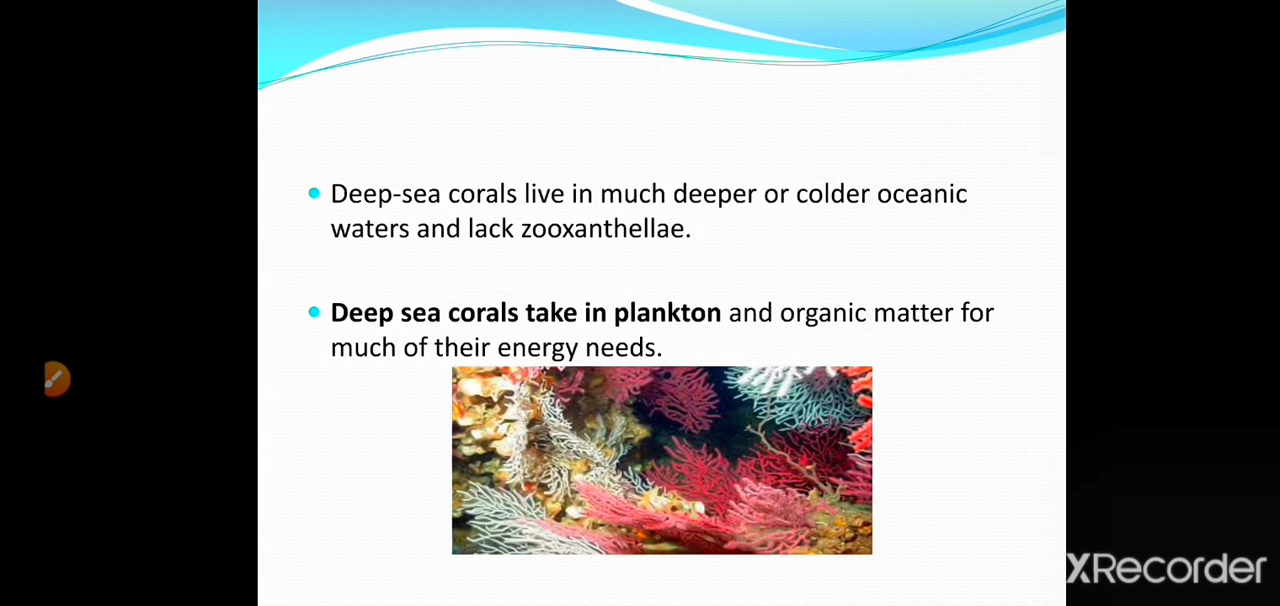 Deep-sea corals live in much deeper or colder oceanic
waters and lack zooxanthellae.
Deep sea corals take in plankton and organic matter for
much of their energy needs.
XRecorder